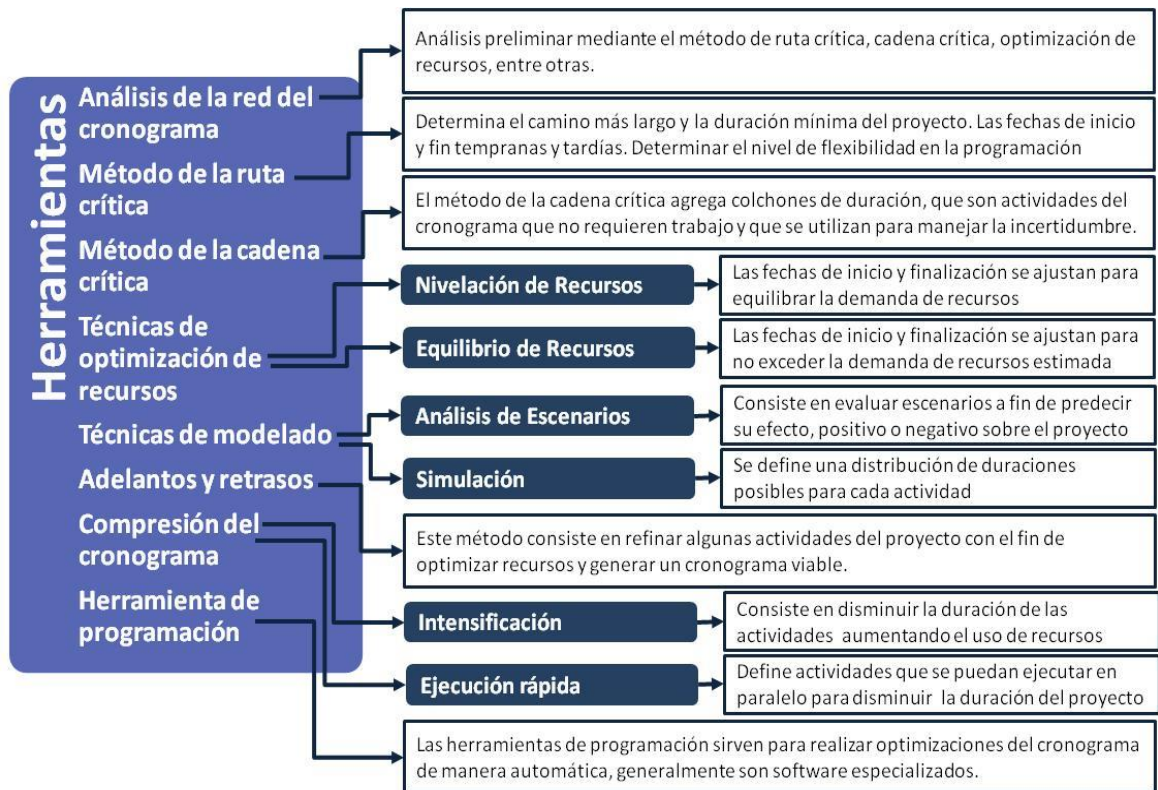 Herramientas
Análisis de la red del
cronograma
Método de la ruta
crítica
Método de la cadena
crítica
Técnicas de
optimización de
recursos
Técnicas de modelado
Adelantos y retrasos
Compresión del
cronograma
Herramienta de
programación
Análisis preliminar mediante el método de ruta crítica, cadena crítica, optimización de
recursos, entre otras.
Determina el camino más largo y la duración mínima del proyecto. Las fechas de inicio
y fin tempranas y tardías. Determinar el nivel de flexibilidad en la programación
El método de la cadena crítica agrega colchones de duración, que son actividades del
cronograma que no requieren trabajo y que se utilizan para manejar la incertidumbre.
Nivelación de Recursos
Las fechas de inicio y finalización se ajustan para
equilibrar la demanda de recursos
Equilibrio de Recursos
Las fechas de inicio y finalización se ajustan para
no exceder la demanda de recursos estimada
Análisis de Escenarios
Consiste en evaluar escenarios a fin de predecir
su efecto, positivo o negativo sobre el proyecto
Simulación
Se define una distribución de duraciones
posibles para cada actividad
Este método consiste en refinar algunas actividades del proyecto con el fin de
optimizar recursos y generar un cronograma viable.
Intensificación
Consiste en disminuir la duración de las
actividades aumentando el uso de recursos
Ejecución rápida
Define actividades que se puedan ejecutar en
paralelo para disminuir la duración del proyecto
Las herramientas de programación sirven para realizar optimizaciones del cronograma
de manera automática, generalmente son software especializados.